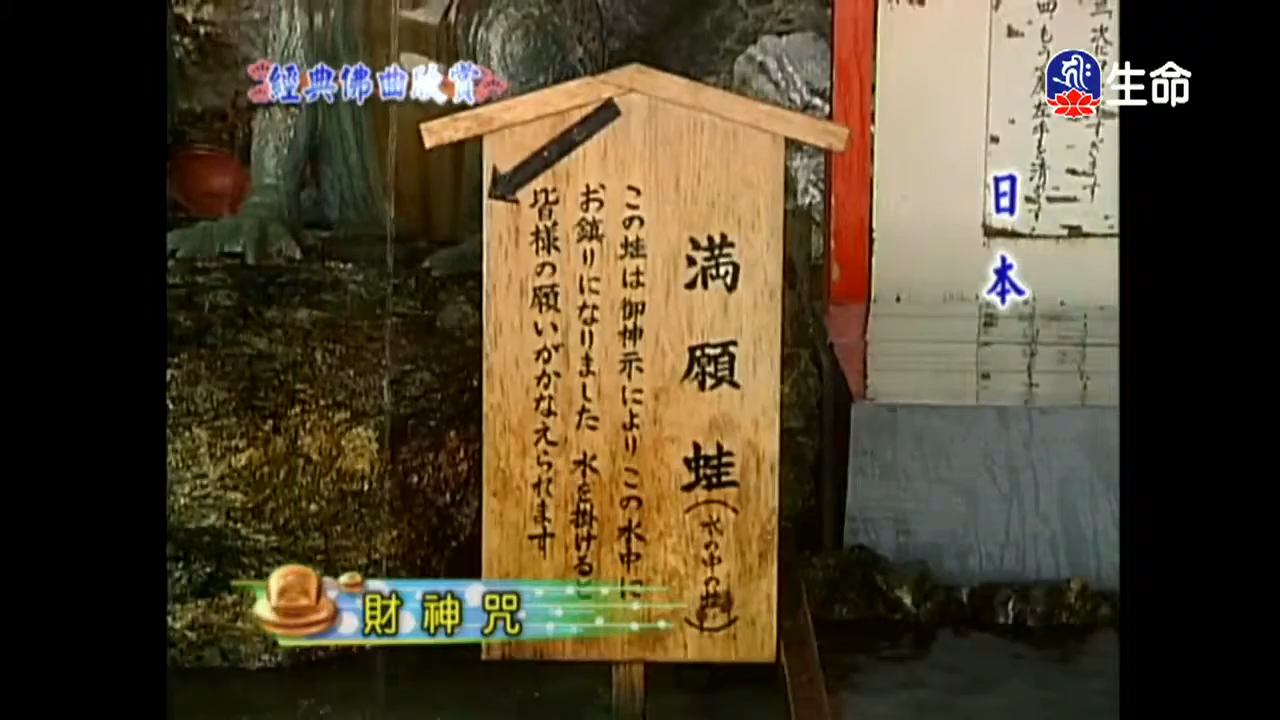 経典佛曲欣賞
生命
日本
満願蛙
(水の中の蛙)
この蛙は御神示によりこの水中に
お鎮りになりました 水を掛けると
皆様の願いがかなえられます
財神咒